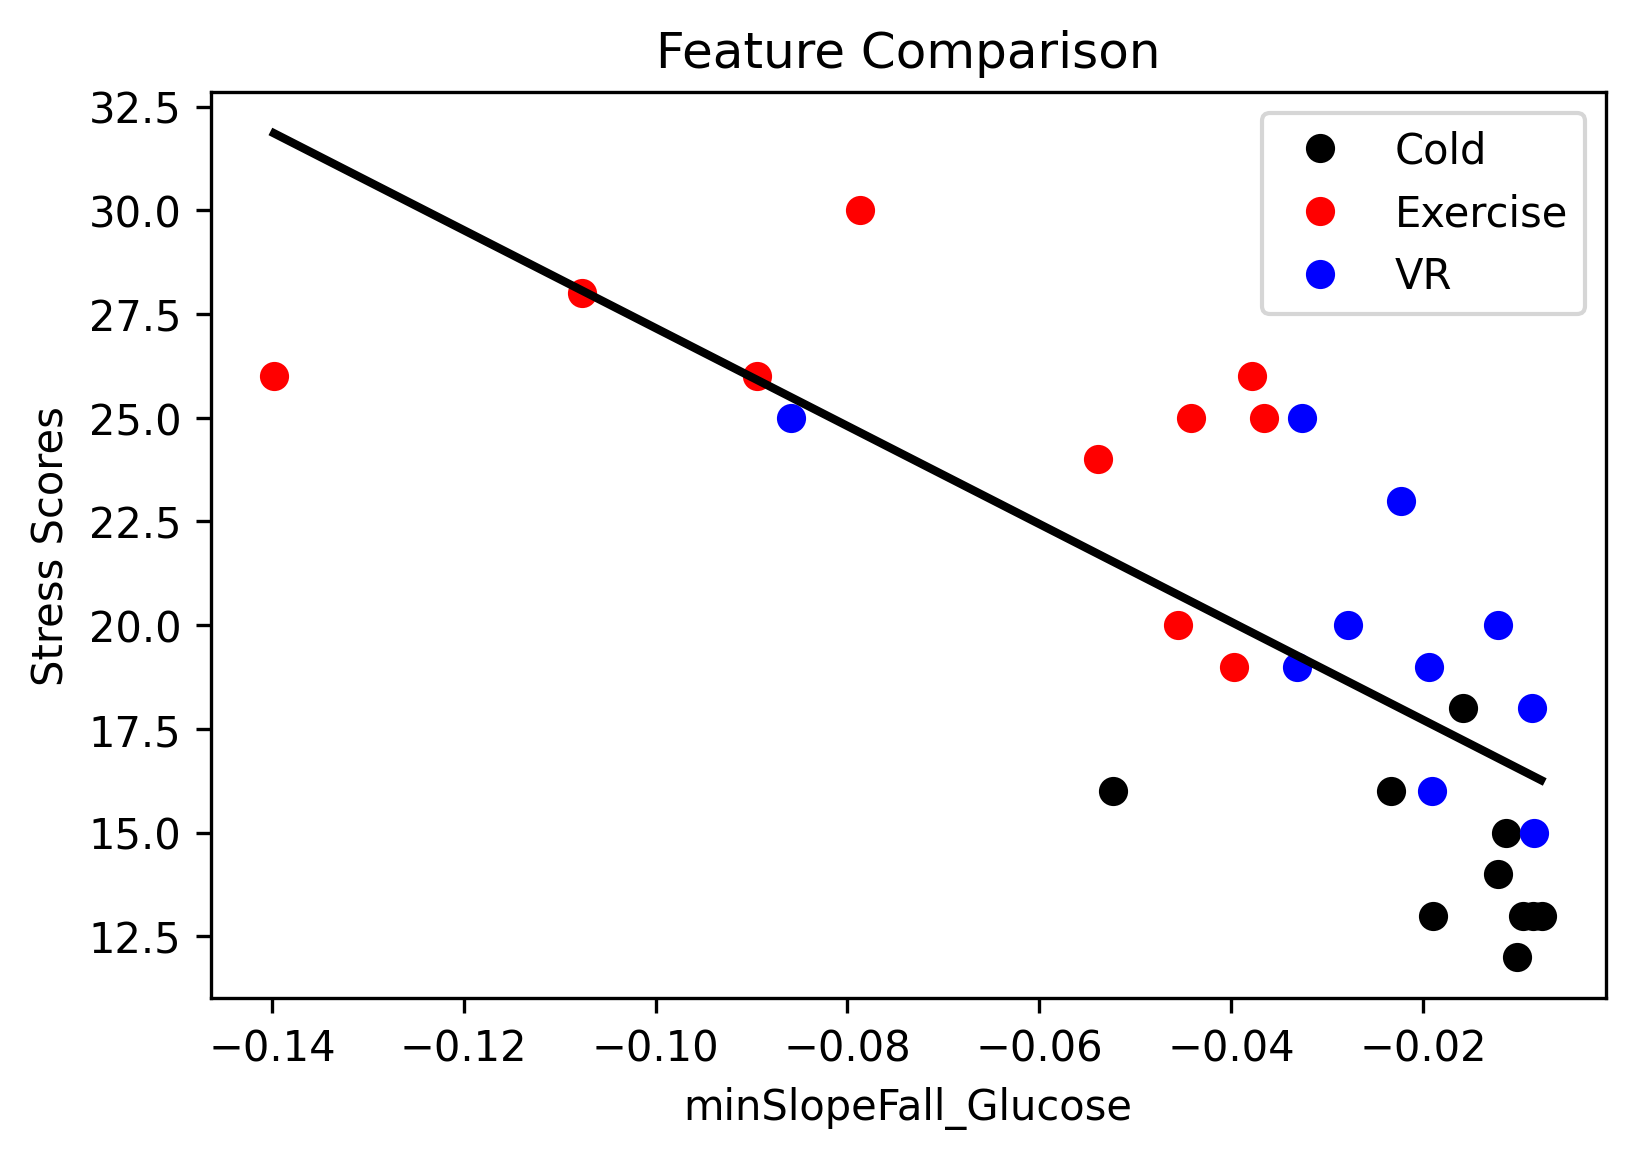 Feature Comparison
32.5
30.0
27.5
25.0
22.5
20.0
17.5
15.0
12.5
Stress Scores
Cold
Exercise
VR
−0.14 −0.12 −0.10 −0.08 −0.06 −0.04 −0.02
minSlopeFall_Glucose